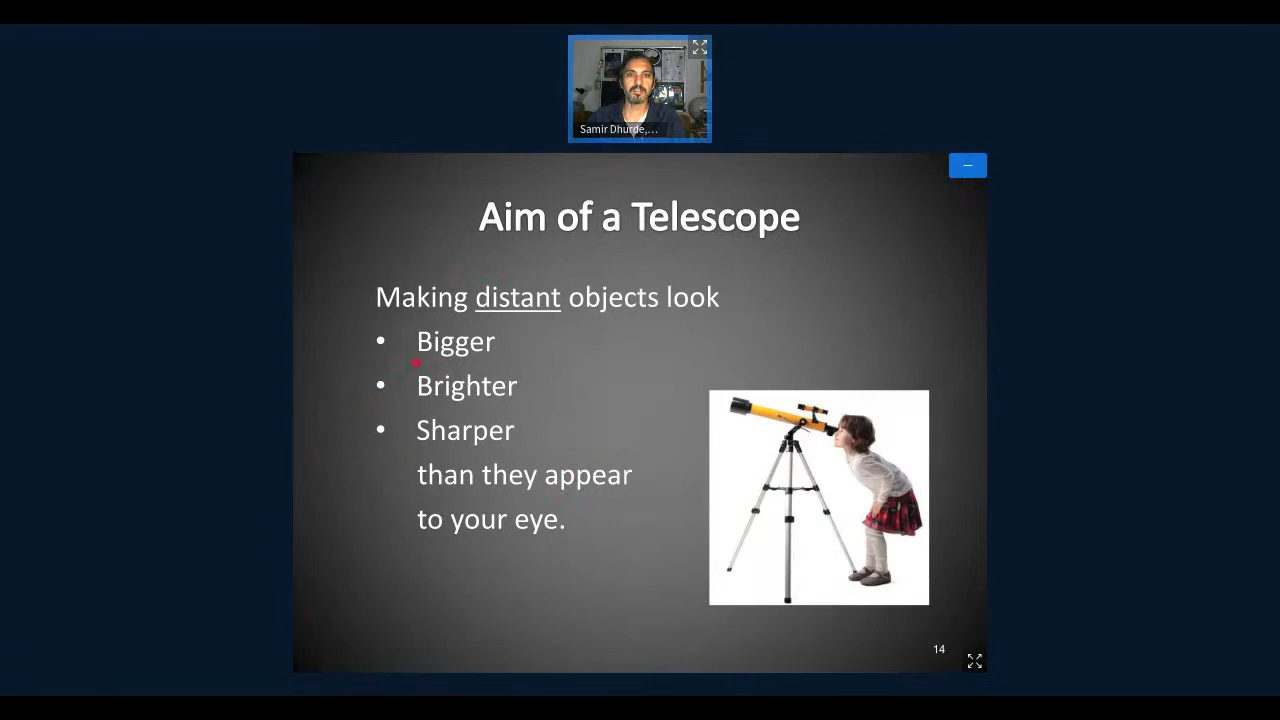 Samir Dhurde,...
Aim of a Telescope
Making distant objects look
• Bigger
• Brighter
• Sharper
than they appear
to your eye.
14